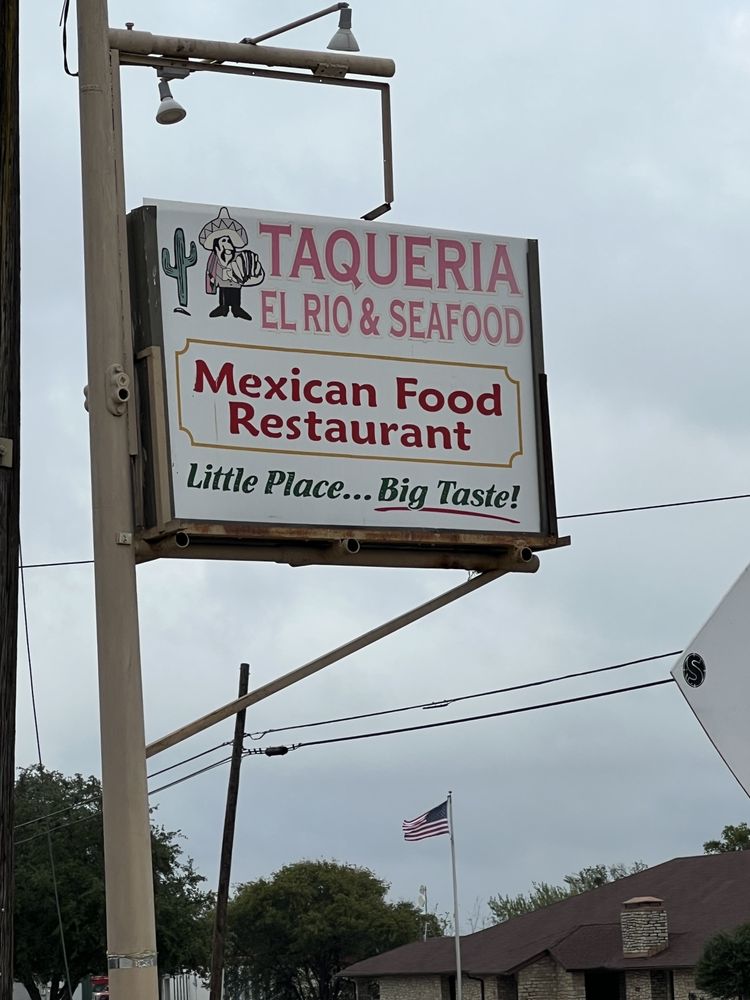 TAQUERIA
EL RIO & SEAFOOD
Mexican Food
Restaurant
Little Place... Big Taste!
S